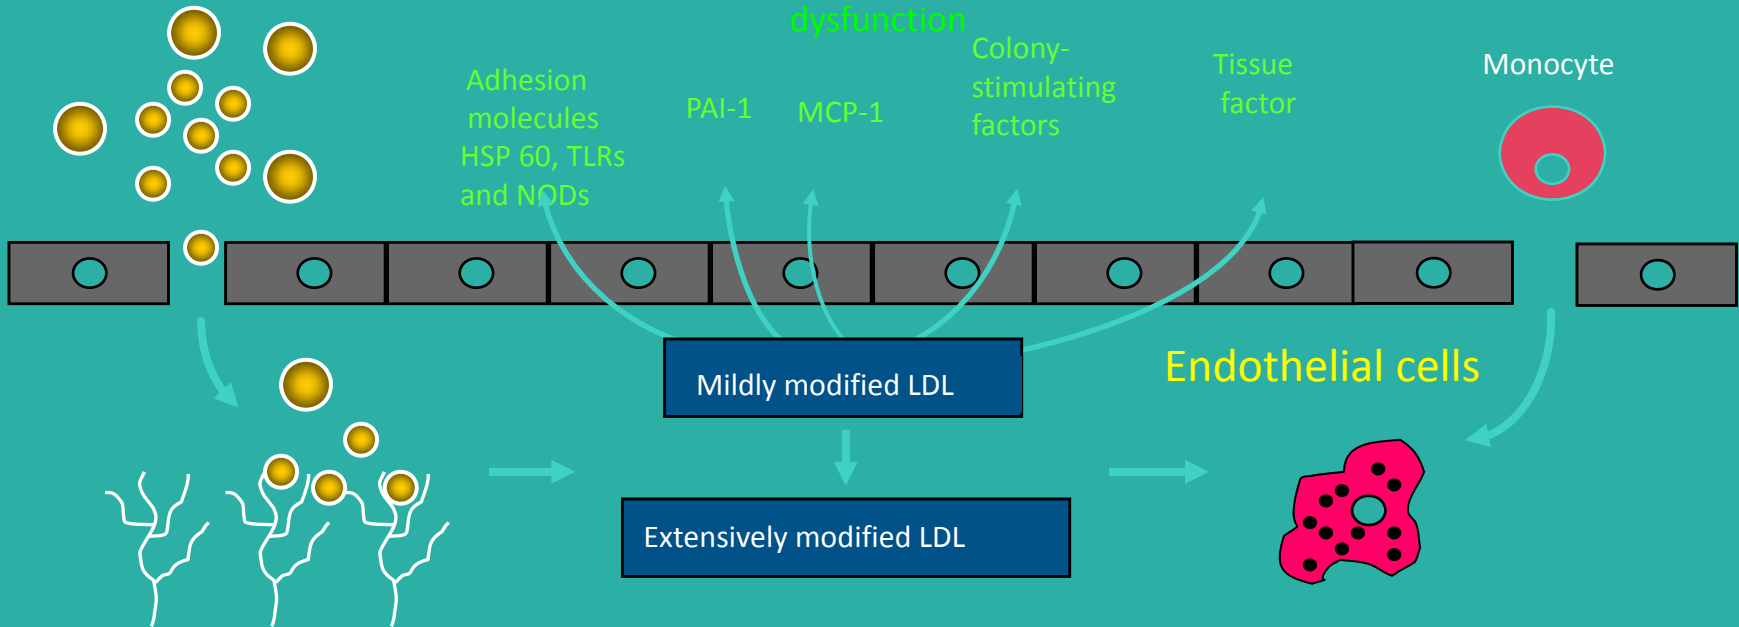 dysfunction
Adhesion
molecules
HSP 60, TLRs
and NODs
PAI-1
MCP-1
Colony-
stimulating
factors
Tissue
factor
Monocyte
Mildly modified LDL
Endothelial cells
Extensively modified LDL